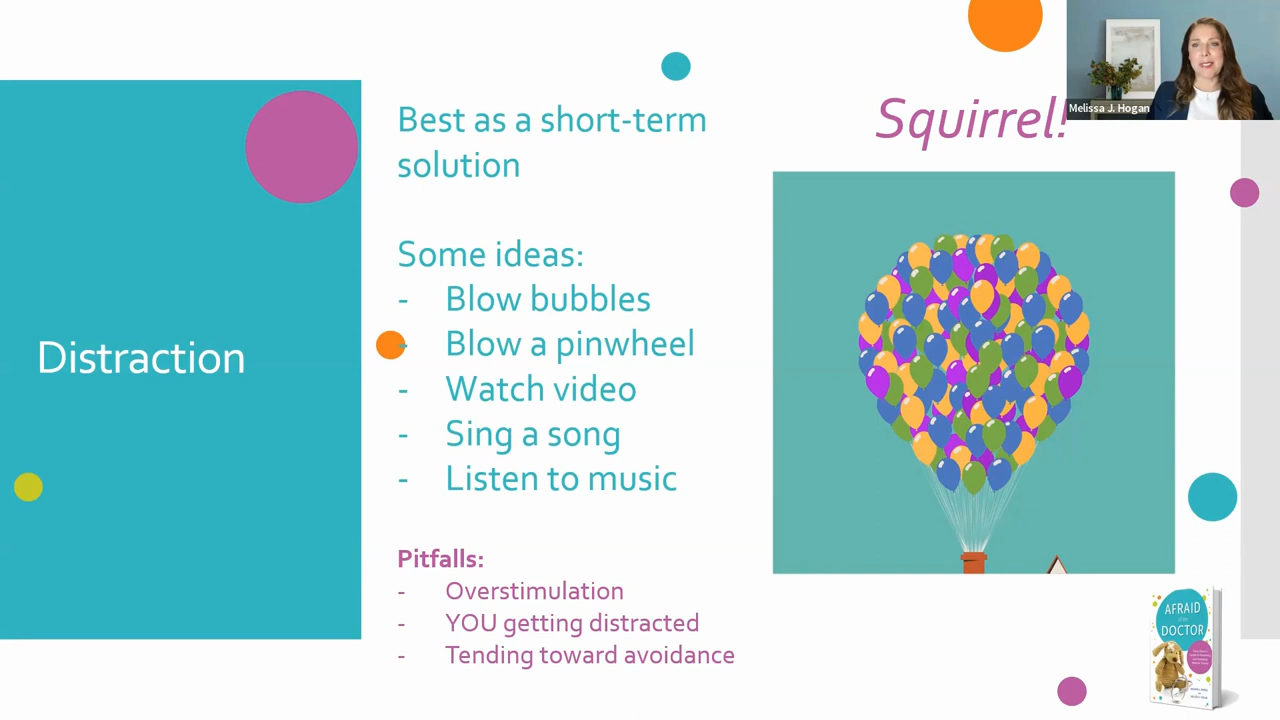 Distraction
Best as a short-term
solution
Some ideas:
- Blow bubbles
- Blow a pinwheel
- Watch video
- Sing a song
- Listen to music
Pitfalls:
- Overstimulation
- YOU getting distracted
- Tending toward avoidance
Squirrel!
Melissa J. Hogan
AFRAID
DOCTOR